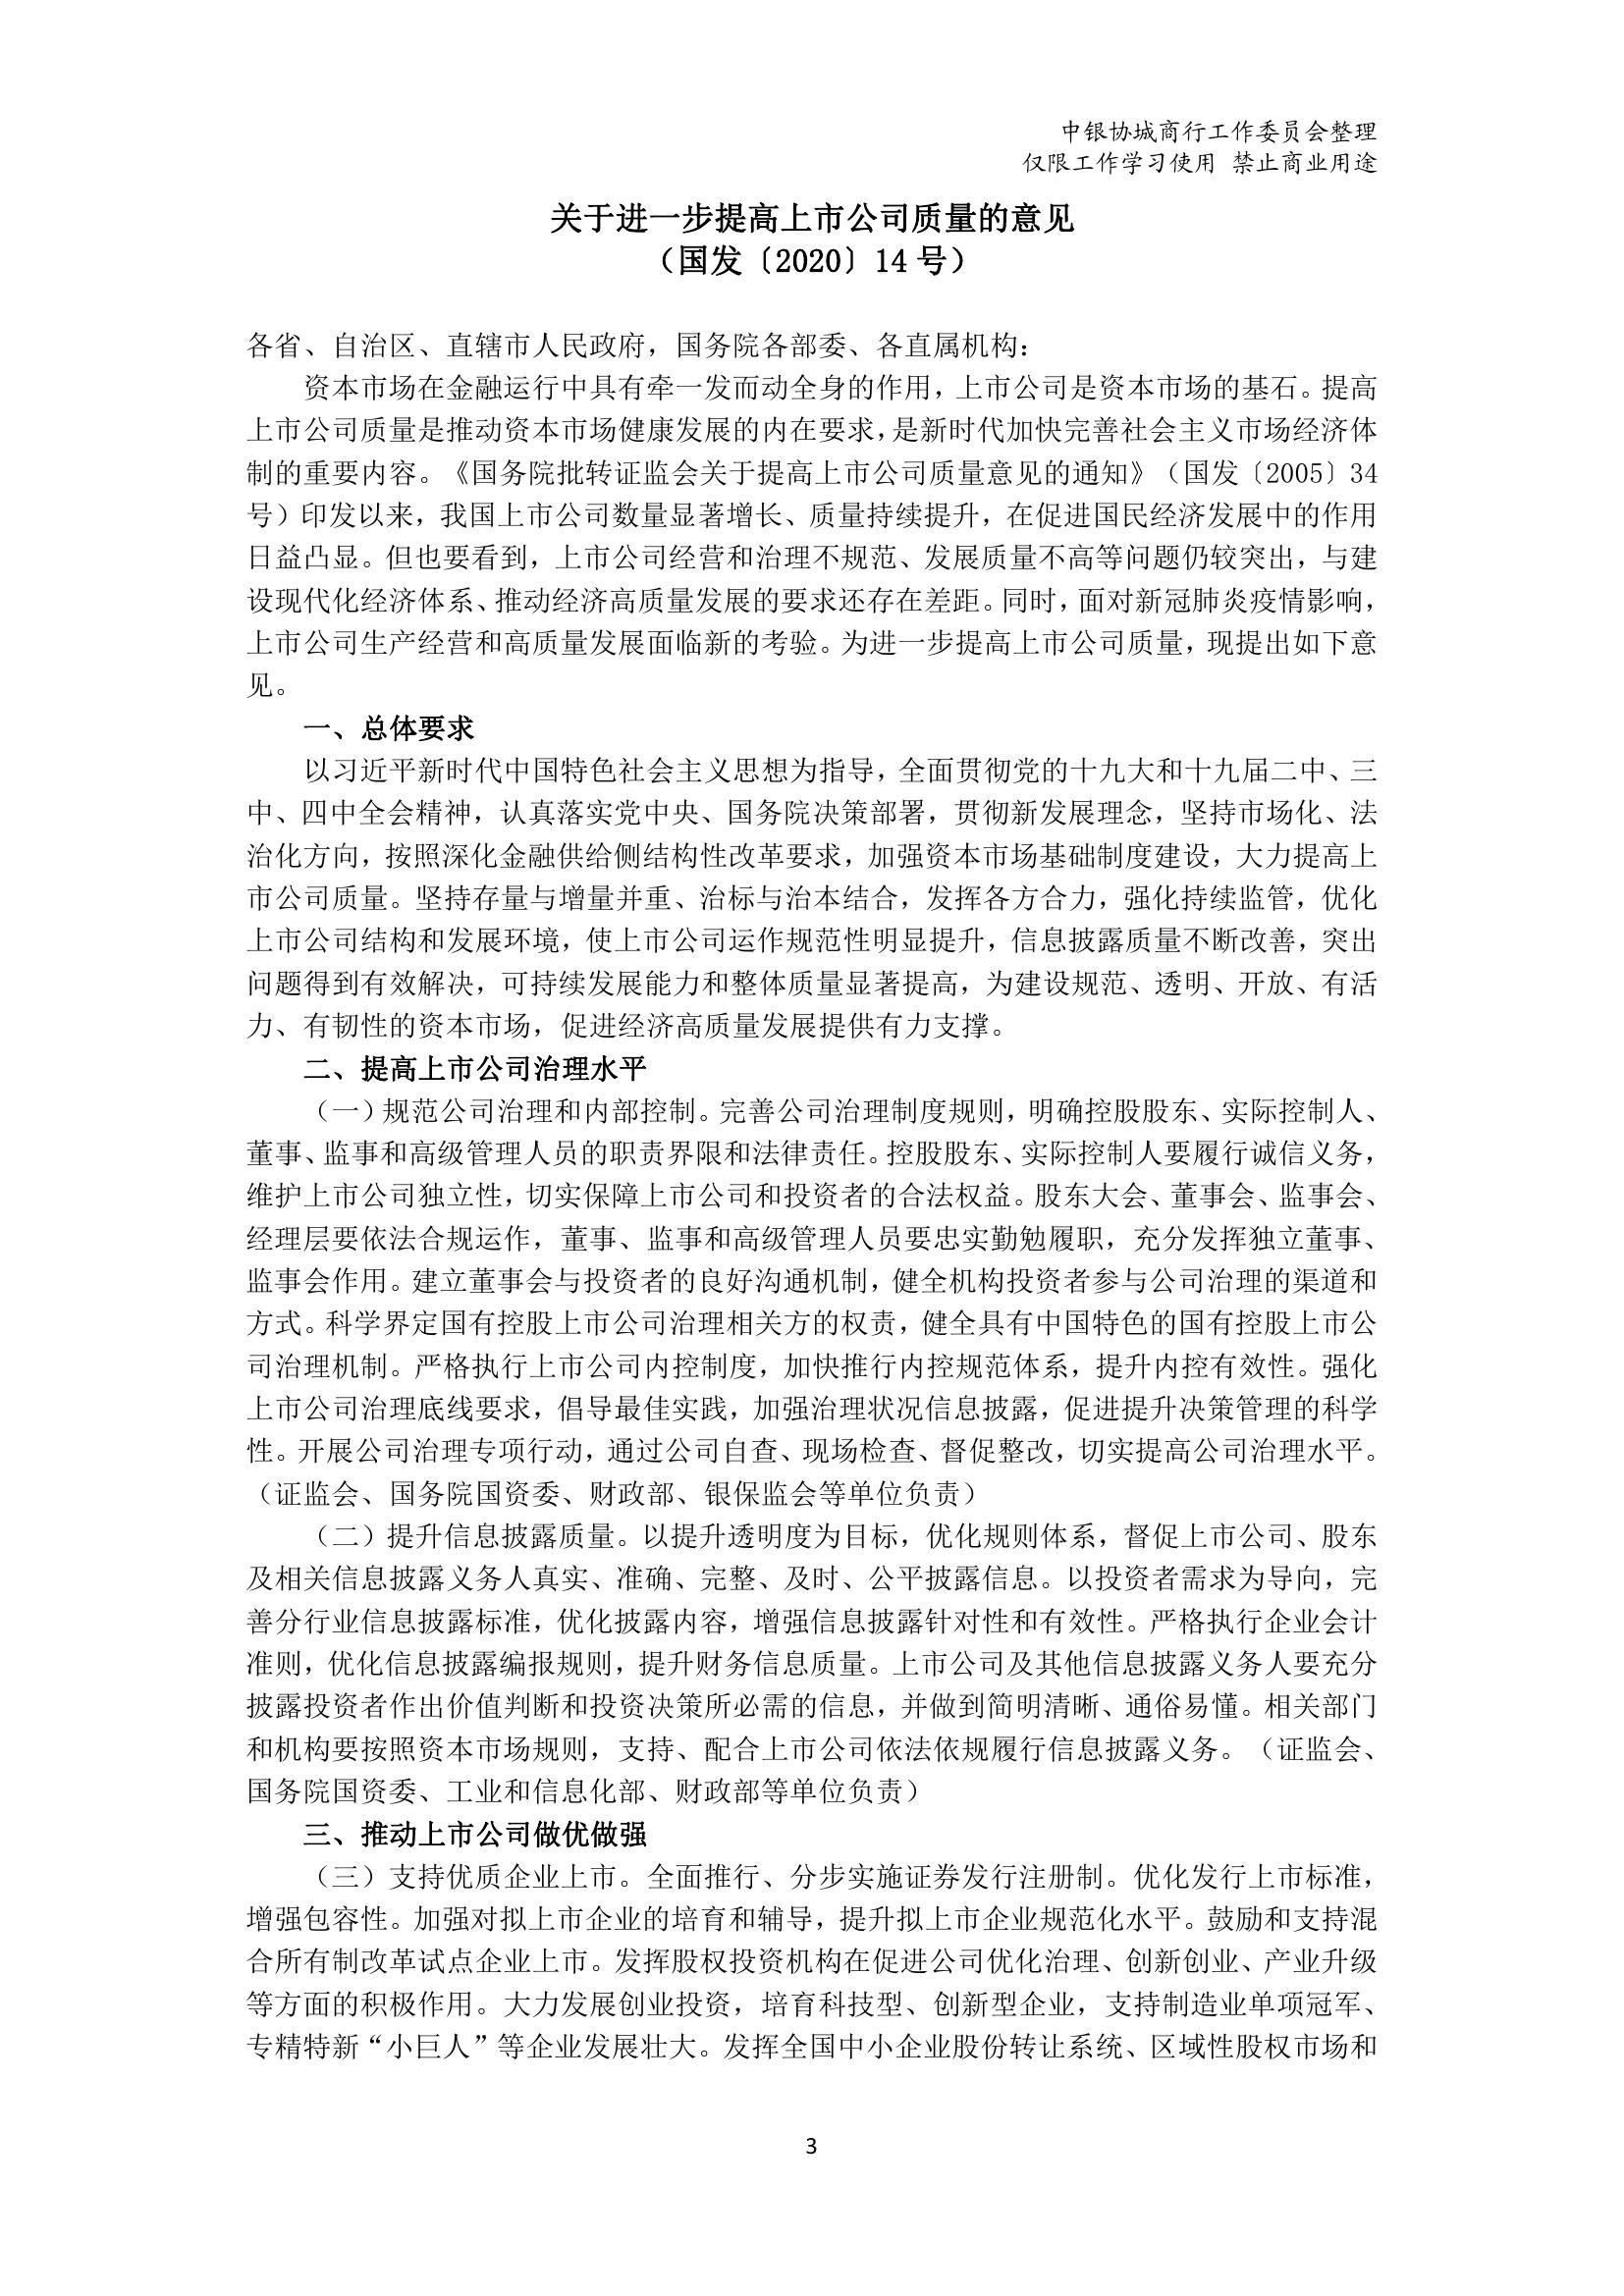 中银协城商行工作委员会整理
仅限工作学习使用 禁止商业用途
关于进一步提高上市公司质量的意见
（国发〔2020〕14 号）
各省、自治区、直辖市人民政府，国务院各部委、各直属机构：
资本市场在金融运行中具有牵一发而动全身的作用，上市公司是资本市场的基石。提高
上市公司质量是推动资本市场健康发展的内在要求，是新时代加快完善社会主义市场经济体
制的重要内容。《国务院批转证监会关于提高上市公司质量意见的通知》（国发〔2005〕34
号）印发以来，我国上市公司数量显著增长、质量持续提升，在促进国民经济发展中的作用
日益凸显。但也要看到，上市公司经营和治理不规范、发展质量不高等问题仍较突出，与建
设现代化经济体系、推动经济高质量发展的要求还存在差距。同时，面对新冠肺炎疫情影响，
上市公司生产经营和高质量发展面临新的考验。为进一步提高上市公司质量，现提出如下意
见。
一、总体要求
以习近平新时代中国特色社会主义思想为指导，全面贯彻党的十九大和十九届二中、三
中、四中全会精神，认真落实党中央、国务院决策部署，贯彻新发展理念，坚持市场化、法
治化方向，按照深化金融供给侧结构性改革要求，加强资本市场基础制度建设，大力提高上
市公司质量。坚持存量与增量并重、治标与治本结合，发挥各方合力，强化持续监管，优化
上市公司结构和发展环境，使上市公司运作规范性明显提升，信息披露质量不断改善，突出
问题得到有效解决，可持续发展能力和整体质量显著提高，为建设规范、透明、开放、有活
力、有韧性的资本市场，促进经济高质量发展提供有力支撑。
二、提高上市公司治理水平
（一）规范公司治理和内部控制。完善公司治理制度规则，明确控股股东、实际控制人、
董事、监事和高级管理人员的职责界限和法律责任。控股股东、实际控制人要履行诚信义务，
维护上市公司独立性，切实保障上市公司和投资者的合法权益。股东大会、董事会、监事会、
经理层要依法合规运作，董事、监事和高级管理人员要忠实勤勉履职，充分发挥独立董事、
监事会作用。建立董事会与投资者的良好沟通机制，健全机构投资者参与公司治理的渠道和
方式。科学界定国有控股上市公司治理相关方的权责，健全具有中国特色的国有控股上市公
司治理机制。严格执行上市公司内控制度，加快推行内控规范体系，提升内控有效性。强化
上市公司治理底线要求，倡导最佳实践，加强治理状况信息披露，促进提升决策管理的科学
性。开展公司治理专项行动，通过公司自查、现场检查、督促整改，切实提高公司治理水平。
（证监会、国务院国资委、财政部、银保监会等单位负责）
（二）提升信息披露质量。以提升透明度为目标，优化规则体系，督促上市公司、股东
及相关信息披露义务人真实、准确、完整、及时、公平披露信息。以投资者需求为导向，完
善分行业信息披露标准，优化披露内容，增强信息披露针对性和有效性。严格执行企业会计
准则，优化信息披露编报规则，提升财务信息质量。上市公司及其他信息披露义务人要充分
披露投资者作出价值判断和投资决策所必需的信息，并做到简明清晰、通俗易懂。相关部门
和机构要按照资本市场规则，支持、配合上市公司依法依规履行信息披露义务。（证监会、
国务院国资委、工业和信息化部、财政部等单位负责）
三、推动上市公司做优做强
（三）支持优质企业上市。全面推行、分步实施证券发行注册制。优化发行上市标准，
增强包容性。加强对拟上市企业的培育和辅导，提升拟上市企业规范化水平。鼓励和支持混
合所有制改革试点企业上市。发挥股权投资机构在促进公司优化治理、创新创业、产业升级
等方面的积极作用。大力发展创业投资，培育科技型、创新型企业，支持制造业单项冠军、
专精特新“小巨人”等企业发展壮大。发挥全国中小企业股份转让系统、区域性股权市场和
3